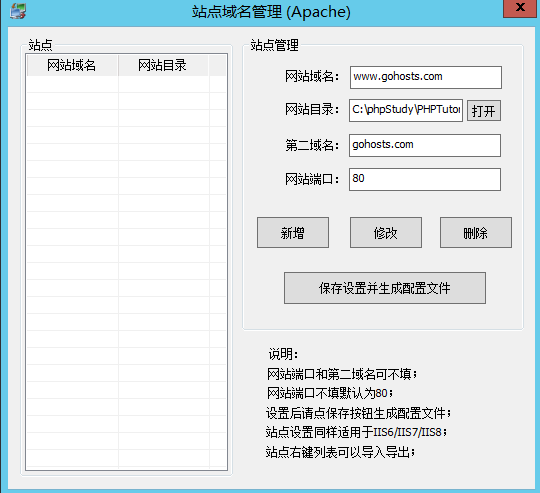 站点域名管理 (Apache)
x
站点
网站域名 网站目录
站点管理
网站域名： www.gohosts.com
网站目录： C:\phpStudy\PHPTutor 打开
第二域名： gohosts.com
网站端口： 80
新增 修改 删除
保存设置并生成配置文件
说明：
网站端口和第二域名可不填；
网站端口不填默认为80；
设置后请点保存按钮生成配置文件；
站点设置同样适用于IIS6/IIS7/IIS8；
站点右键列表可以导入导出；